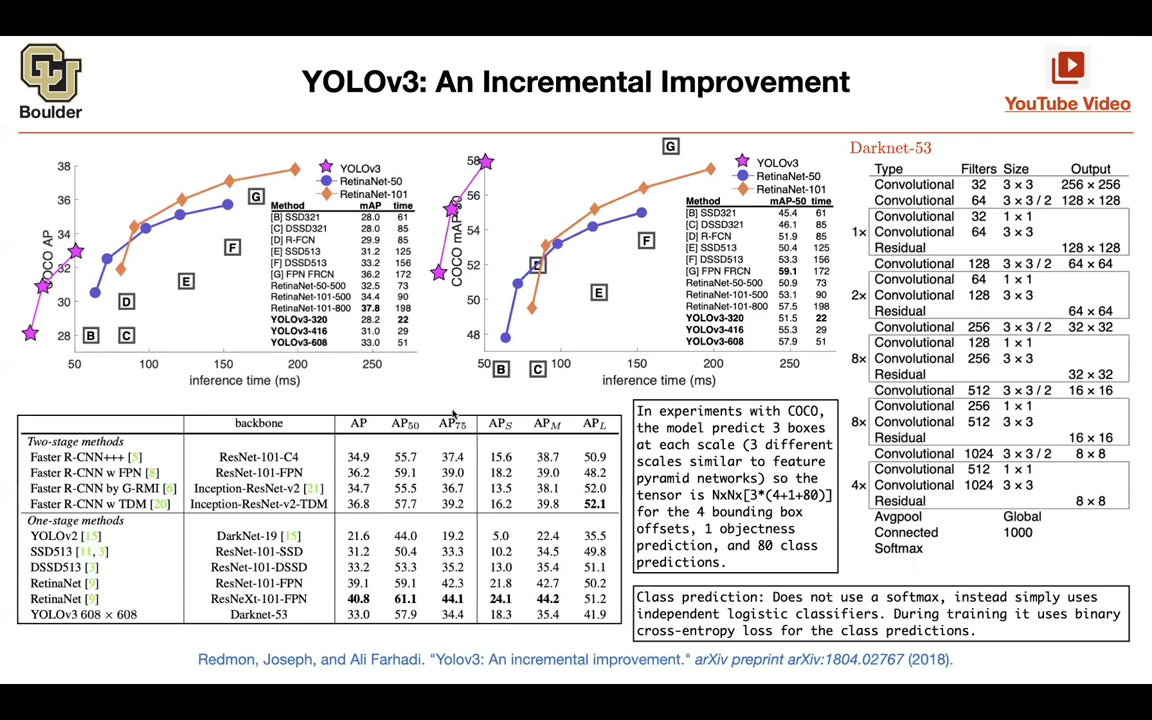 CU
Boulder
YOLOv3: An Incremental Improvement
YouTube Video
COCO AP
38
36
34
32
30
28
50 100 150 200 250
inference time (ms)
B
C
D
E
F
G
YOLOv3
RetinaNet-50
RetinaNet-101
Method mAP time
[B] SSD321 28.0 61
[C] DSSD321 28.0 85
[D] R-FCN 29.9 85
[E] SSD513 31.2 125
[F] DSSD513 33.2 156
[G] FPN FRCN 36.2 172
RetinaNet-50-500 32.5 73
RetinaNet-101-500 34.4 90
RetinaNet-101-800 37.8 198
YOLOv3-320 28.2 22
YOLOv3-416 31.0 29
YOLOv3-608 33.0 51
COCO mAP-50
58
56
54
52
50
48
50 100 150 200 250
inference time (ms)
B
C
D
E
F
G
YOLOv3
RetinaNet-50
RetinaNet-101
Method mAP-50 time
[B] SSD321 45.4 61
[C] DSSD321 46.1 85
[D] R-FCN 51.9 85
[E] SSD513 50.4 125
[F] DSSD513 53.3 156
[G] FPN FRCN 59.1 172
RetinaNet-50-500 50.9 73
RetinaNet-101-500 53.1 90
RetinaNet-101-800 57.5 198
YOLOv3-320 51.5 22
YOLOv3-416 55.3 29
YOLOv3-608 57.9 51
Darknet-53
Type Filters Size Output
Convolutional 32 3 × 3 256 × 256
Convolutional 64 3 × 3 / 2 128 × 128
Convolutional 32 1 × 1
1× Convolutional 64 3 × 3
Residual 128 × 128
Convolutional 128 3 × 3 / 2 64 × 64
Convolutional 64 1 × 1
2× Convolutional 128 3 × 3
Residual 64 × 64
Convolutional 256 3 × 3 / 2 32 × 32
Convolutional 128 1 × 1
8× Convolutional 256 3 × 3
Residual 32 × 32
Convolutional 512 3 × 3 / 2 16 × 16
Convolutional 256 1 × 1
8× Convolutional 512 3 × 3
Residual 16 × 16
Convolutional 1024 3 × 3 / 2 8 × 8
Convolutional 512 1 × 1
4× Convolutional 1024 3 × 3
Residual 8 × 8
Avgpool Global
Connected 1000
Softmax
backbone AP AP50 AP75 APS APM APL
Two-stage methods
Faster R-CNN+++ [5] ResNet-101-C4 34.9 55.7 37.4 15.6 38.7 50.9
Faster R-CNN w FPN [8] ResNet-101-FPN 36.2 59.1 39.0 18.2 39.0 48.2
Faster R-CNN by G-RMI [6] Inception-ResNet-v2 [21] 34.7 55.5 36.7 13.5 38.1 52.0
Faster R-CNN w TDM [20] Inception-ResNet-v2-TDM 36.8 57.7 39.2 16.2 39.8 52.1
One-stage methods
YOLOv2 [15] DarkNet-19 [15] 21.6 44.0 19.2 5.0 22.4 35.5
SSD513 [11, 3] ResNet-101-SSD 31.2 50.4 33.3 10.2 34.5 49.8
DSSD513 [3] ResNet-101-DSSD 33.2 53.3 35.2 13.0 35.4 51.1
RetinaNet [9] ResNet-101-FPN 39.1 59.1 42.3 21.8 42.7 50.2
RetinaNet [9] ResNeXt-101-FPN 40.8 61.1 44.1 24.1 44.2 51.2
YOLOv3 608 × 608 Darknet-53 33.0 57.9 34.4 18.3 35.4 41.9
In experiments with COCO,
the model predict 3 boxes
at each scale (3 different
scales similar to feature
pyramid networks) so the
tensor is NxNx[3*(4+1+80)]
for the 4 bounding box
offsets, 1 objectness
prediction, and 80 class
predictions.
Class prediction: Does not use a softmax, instead simply uses
independent logistic classifiers. During training it uses binary
cross-entropy loss for the class predictions.
Redmon, Joseph, and Ali Farhadi. "Yolov3: An incremental improvement." arXiv preprint arXiv:1804.02767 (2018).